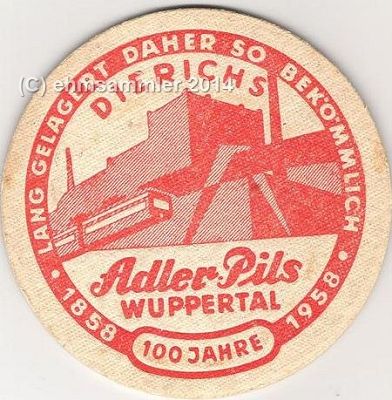 LANG GELAGERT DAHER SO BEKÖMMLICH
DIERICHS
Adler-Pils
WUPPERTAL
1858
100 JAHRE
1958
(C) ehmsammler 2014